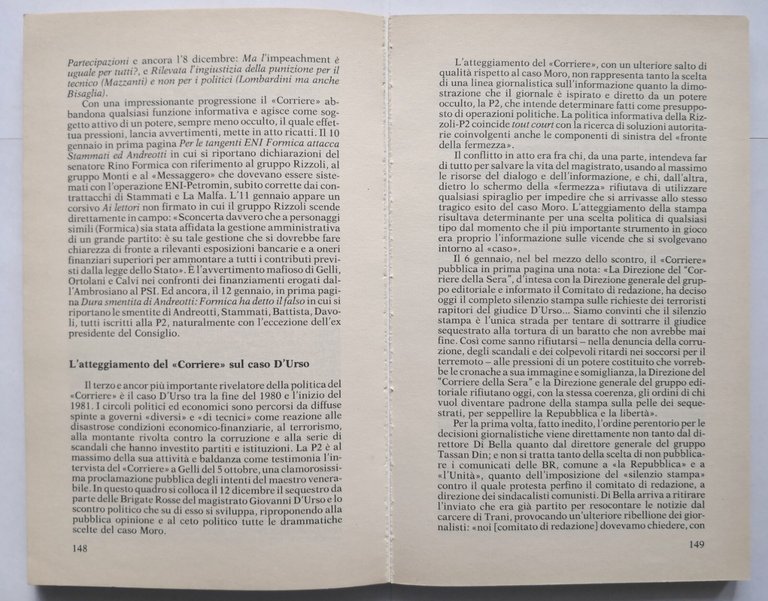 Partecipazioni e ancora l'8 dicembre: Ma l'impeachment è
uguale per tutti?, e Rilevata l'ingiustizia della punizione per il
tecnico (Mazzanti) e non per i politici (Lombardini ma anche
Bisaglia).
Con una impressionante progressione il «Corriere» ab-
bandona qualsiasi funzione informativa e agisce come sog-
getto attivo di un potere, sempre meno occulto, il quale effet-
tua pressioni, lancia avvertimenti, mette in atto ricatti. Il 10
gennaio in prima pagina Per le tangenti ENI Formica attacca
Stammati ed Andreotti in cui si riportano dichiarazioni del
senatore Rino Formica con riferimento al gruppo Rizzoli, al
gruppo Monti e al «Messaggero» che dovevano essere siste-
mati con l'operazione ENI-Petromin, subito corrette dai con-
trattacchi di Stammati e La Malfa. L'11 gennaio appare un
corsivo Ai lettori non firmato in cui il gruppo Rizzoli scende
direttamente in campo: «Sconcerta davvero che a personaggi
simili (Formica) sia stata affidata la gestione amministrativa
di un grande partito: è su tale gestione che si dovrebbe fare
chiarezza di fronte a rilevanti esposizioni bancarie e a oneri
finanziari superiori per ammontare a tutti i contributi previsti
dalla legge dello Stato». È l'avvertimento mafioso di Gelli,
Ortolani e Calvi nei confronti dei finanziamenti erogati dal-
l'Ambrosiano al PSI. Ed ancora, il 12 gennaio, in prima pagi-
na Dura smentita di Andreotti: Formica ha detto il falso in cui si
riportano le smentite di Andreotti, Stammati, Battista, Davo-
li, tutti iscritti alla P2, naturalmente con l'eccezione dell'ex
presidente del Consiglio.
L'atteggiamento del «Corriere» sul caso D'Urso
Il terzo e ancor più importante rivelatore della politica del
«Corriere» è il caso D'Urso tra la fine del 1980 e l'inizio del
1981. I circoli politici ed economici sono percorsi da diffuse
spinte a governi «diversi» e «di tecnici» come reazione alle
disastrose condizioni economico-finanziarie, al terrorismo,
alla montante rivolta contro la corruzione e alla serie di
scandali che hanno investito partiti e istituzioni. La P2 è al
massimo della sua attività e baldanza come testimonia l'in-
tervista del «Corriere» a Gelli del 5 ottobre, una clamorosissi-
ma proclamazione pubblica degli intenti del maestro venera-
bile. In questo quadro si colloca il 12 dicembre il sequestro da
parte delle Brigate Rosse del magistrato Giovanni D'Urso e lo
scontro politico che su di esso si sviluppa, riproponendo alla
pubblica opinione e al ceto politico tutte le drammatiche
scelte del caso Moro.
148
L'atteggiamento del «Corriere», con un ulteriore salto di
qualità rispetto al caso Moro, non rappresenta tanto la scelta
di una linea giornalistica sull'informazione quanto la dimo-
strazione che il giornale è ispirato e diretto da un potere
occulto, la P2, che intende determinare fatti come presuppo-
sto di operazioni politiche. La politica informativa della Riz-
zoli-P2 coincide tout court con la ricerca di soluzioni autorita-
rie coinvolgenti anche le componenti di sinistra del «fronte
della fermezza».
Il conflitto in atto era fra chi, da una parte, intendeva far
di tutto per salvare la vita del magistrato, usando al massimo
le risorse del dialogo e dell'informazione, e chi, dall'altra,
dietro lo schermo della «fermezza» rifiutava di utilizzare
qualsiasi spiraglio per impedire che si arrivasse allo stesso
tragico esito del caso Moro. L'atteggiamento della stampa
risultava determinante per una scelta politica di qualsiasi
tipo dal momento che il più importante strumento in gioco
era proprio l'informazione sulle vicende che si svolgevano
intorno al «caso».
Il 6 gennaio, nel bel mezzo dello scontro, il «Corriere»
pubblica in prima pagina una nota: «La Direzione del "Cor-
riere della Sera", d'intesa con la Direzione generale del grup-
po editoriale e informato il Comitato di redazione, ha deciso
oggi il completo silenzio stampa sulle richieste dei terroristi
rapitori del giudice D'Urso... Siamo convinti che il silenzio
stampa è l'unica strada per tentare di sottrarre il giudice
sequestrato alla tortura di un baratto che non avrebbe mai
fine. Così come sanno rifiutarsi – nella denuncia della corruzio-
ne, degli scandali e dei colpevoli ritardi nei soccorsi per il
terremoto – alle pressioni di un potere costituito che vorreb-
be le cronache a sua immagine e somiglianza, la Direzione del
"Corriere della Sera" e la Direzione generale del gruppo edi-
toriale rifiutano oggi, con la stessa coerenza, gli ordini di chi
vuol diventare padrone della stampa sulla pelle dei seque-
strati, per seppellire la Repubblica e la libertà».
Per la prima volta, fatto inedito, l'ordine perentorio per le
decisioni giornalistiche viene direttamente non tanto dal di-
rettore Di Bella quanto dal direttore generale del gruppo
Tassan Din; e non si tratta tanto della scelta di non pubblica-
re i comunicati delle BR, comune a «la Repubblica» e a
«l'Unità», quanto dell'imposizione del «silenzio stampa»
contro il quale protesta perfino il comitato di redazione, a
direzione dei sindacalisti comunisti. Di Bella arriva a ritirare
l'inviato che era già partito per resocontare le notizie dal
carcere di Trani, provocando un'ulteriore ribellione dei gior-
nalisti: «noi [comitato di redazione] dovevamo chiedere, con
149